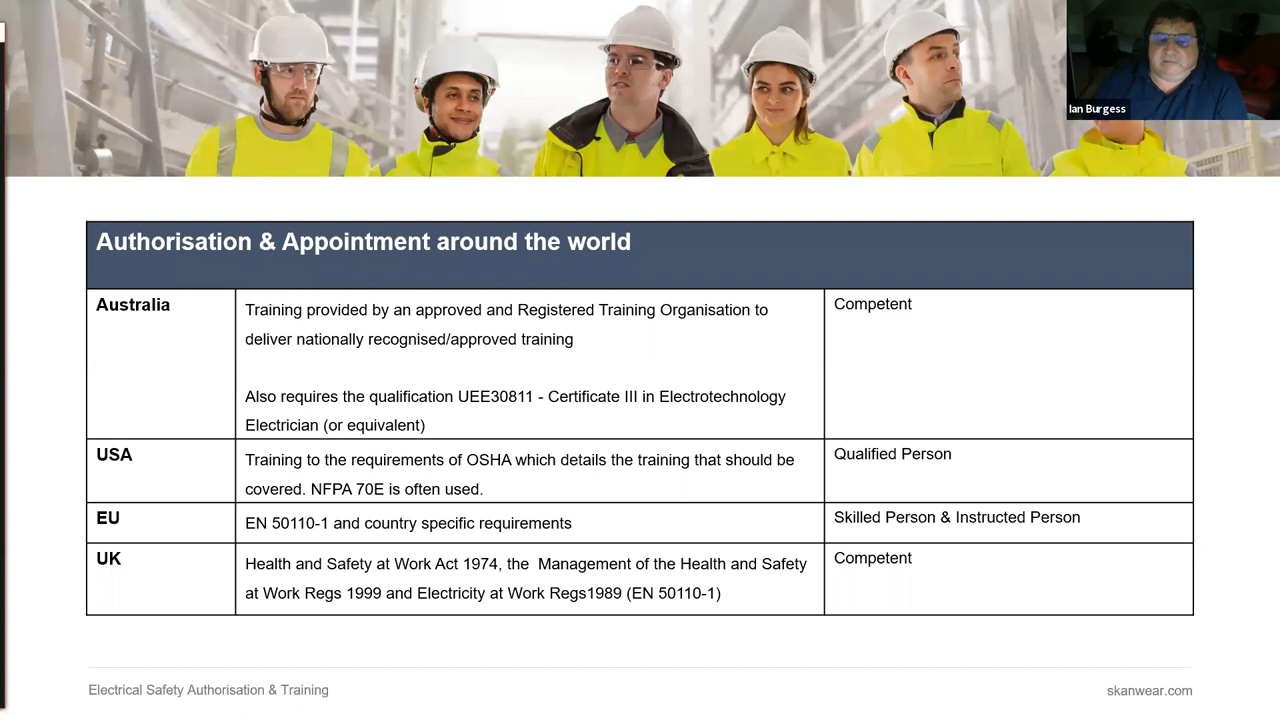 Ian Burgess
Authorisation & Appointment around the world
Australia
Training provided by an approved and Registered Training Organisation to
deliver nationally recognised/approved training
Also requires the qualification UEE30811 - Certificate III in Electrotechnology
Electrician (or equivalent)
Competent
USA
Training to the requirements of OSHA which details the training that should be
covered. NFPA 70E is often used.
Qualified Person
EU
EN 50110-1 and country specific requirements
Skilled Person & Instructed Person
UK
Health and Safety at Work Act 1974, the  Management of the Health and Safety
at Work Regs 1999 and Electricity at Work Regs1989 (EN 50110-1)
Competent
Electrical Safety Authorisation & Training
skanwear.com